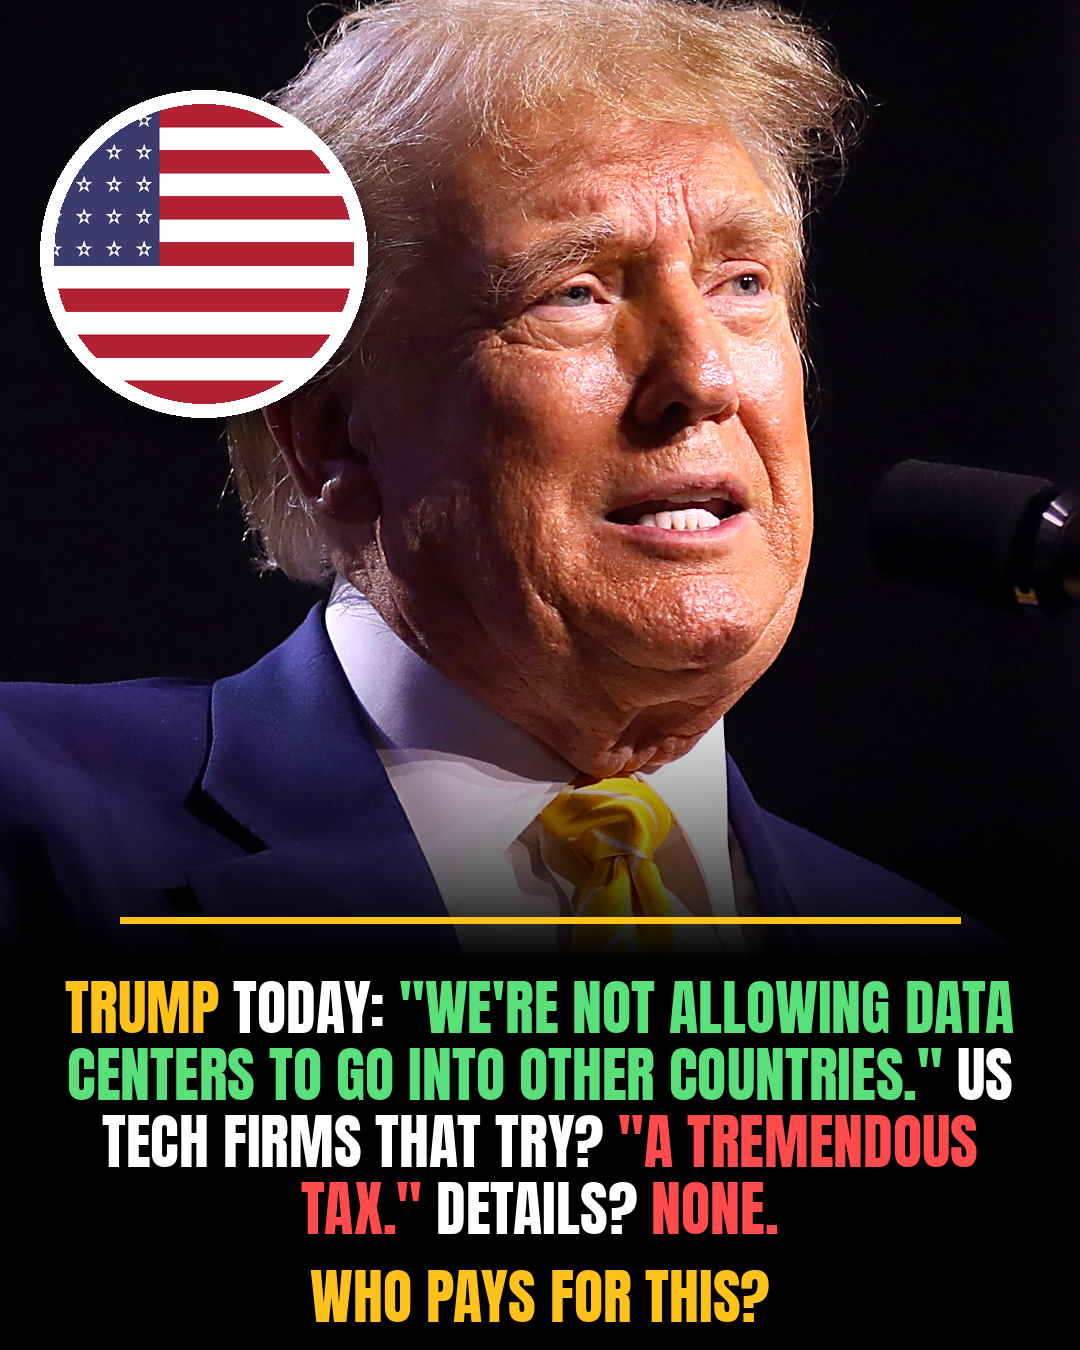 TRUMP TODAY: "WE'RE NOT ALLOWING DATA
CENTERS TO GO INTO OTHER COUNTRIES." US
TECH FIRMS THAT TRY? "A TREMENDOUS
TAX." DETAILS? NONE.
WHO PAYS FOR THIS?